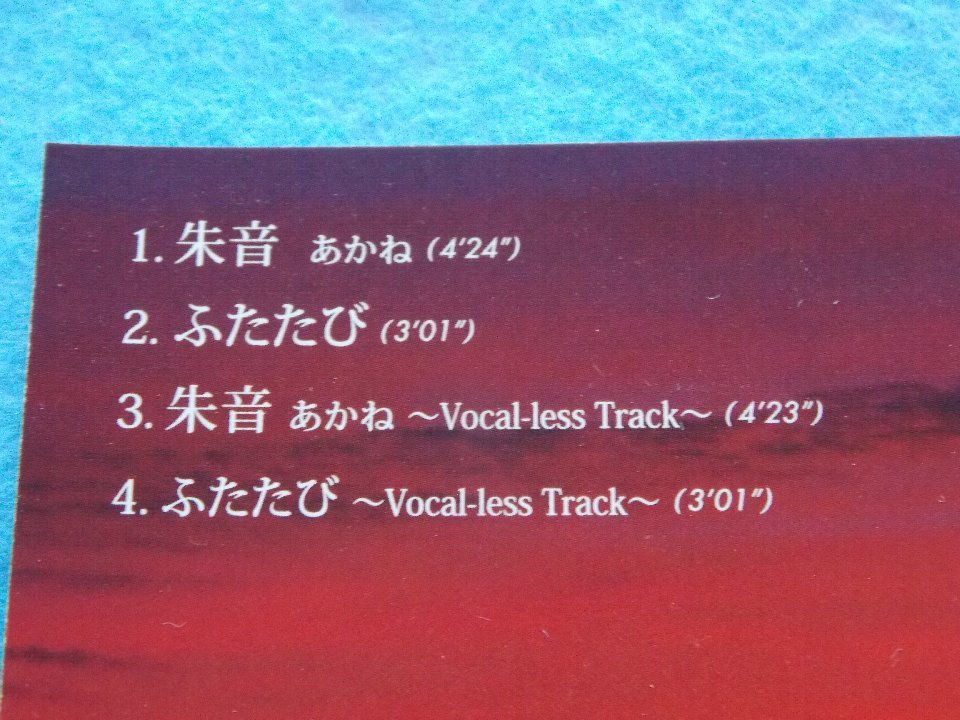 1. 朱音 あかね (4'24")
2. ふたたび (3'01")
3. 朱音 あかね ～Vocal-less Track～ (4'23")
4. ふたたび ～Vocal-less Track～ (3'01")